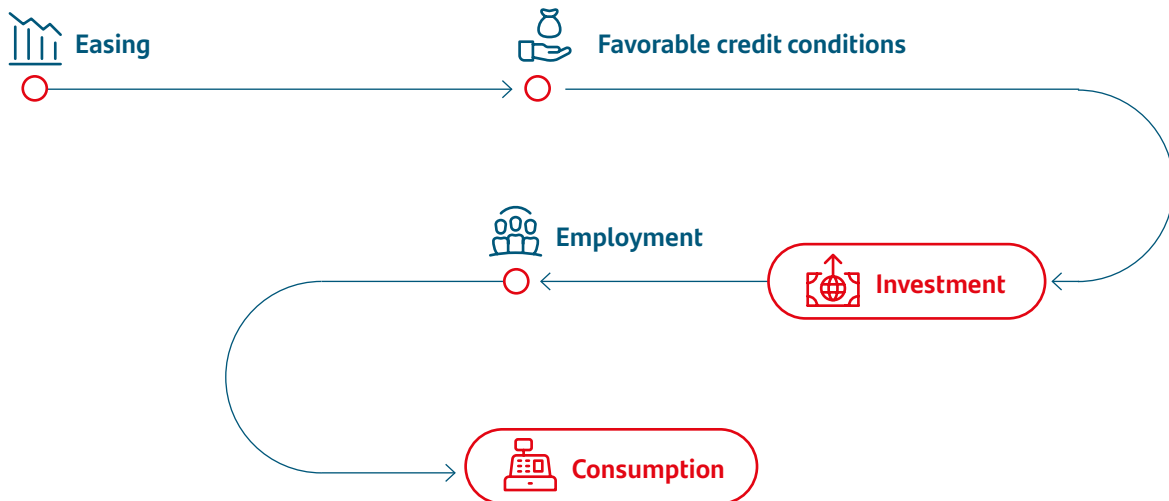 Easing
Favorable credit conditions
Employment
Investment
Consumption